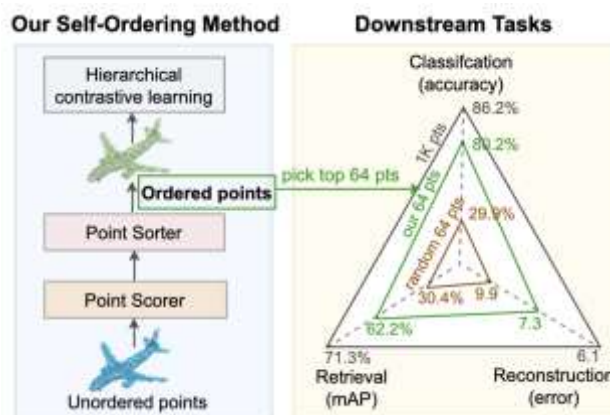 Our Self-Ordering Method
Hierarchical
contrastive learning
Ordered points
Point Sorter
Point Scorer
Unordered points
pick top 64 pts
Downstream Tasks
Classifcation
(accuracy)
86.2%
1K pts
80.2%
our 64 pts
29.9%
random 64 pts
30.4%
9.9
62.2%
7.3
71.3%
6.1
Retrieval
(mAP)
Reconstruction
(error)